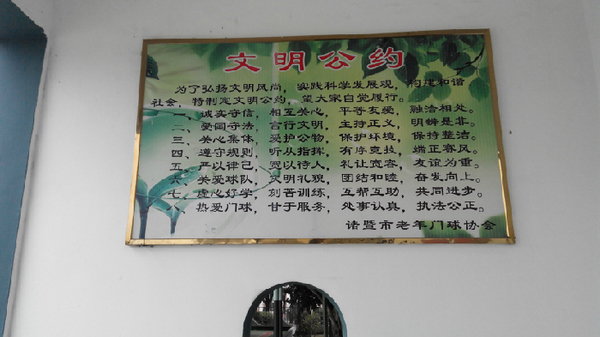 文明公约
为了弘扬文明风尚，实践科学发展观，构建和谐
社会，特制定文明公约，望大家自觉履行。
一、诚实守信，相互关心，平等友爱，融洽相处。
二、爱国守法，言行文明，主持正义，明辨是非。
三、关心集体，爱护公物，保护环境，保持整洁。
四、遵守规则，听从指挥，有序竞技，端正赛风。
五、严以律己，宽以待人，礼让宽容，友谊为重。
六、关爱球队，文明礼貌，团结和睦，奋发向上。
七、虚心好学，刻苦训练，互帮互助，共同进步。
八、热爱门球，甘于服务，处事认真，执法公正。
诸暨市老年门球协会